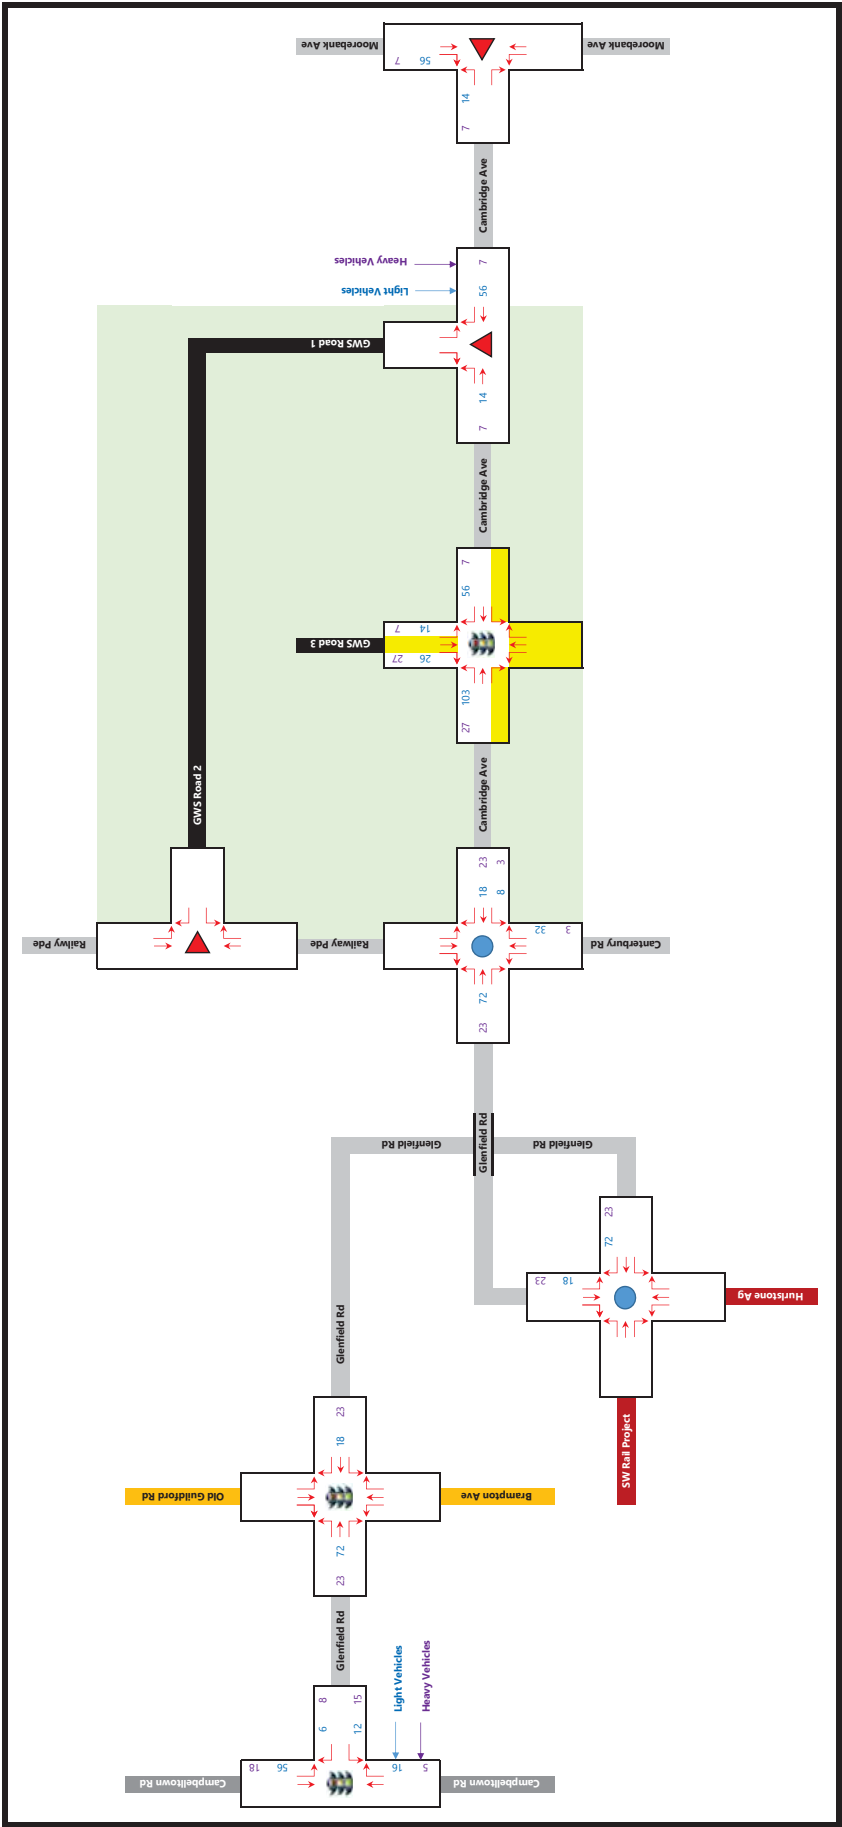 Moorebank Ave
Moorebank Ave
7
56
14
7
Cambridge Ave
Heavy Vehicles
7
Light Vehicles
56
GWS Road 1
14
7
Cambridge Ave
7
56
7
14
GWS Road 3
27
26
103
27
GWS Road 2
Cambridge Ave
23
3
18
8
32
3
Railwy Pde
Railway Pde
Canterbury Rd
72
23
Glenfield Rd
Glenfield Rd
Glenfield Rd
23
72
23
18
Hurlstone Ag
Glenfield Rd
SW Rail Project
23
18
Old Guildford Rd
Brampton Ave
72
23
Glenfield Rd
Light Vehicles
Heavy Vehicles
8
15
6
12
18
56
16
5
Campbelltown Rd
Campbelltown Rd